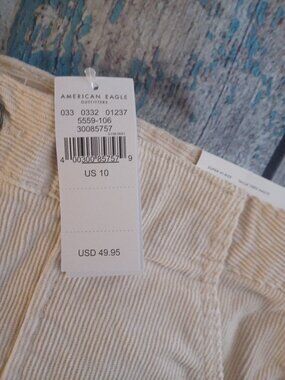 AMERICAN EAGLE
OUTFITTERS
033 0332 01237
5559-106
30085757
US 10
USD 49.95